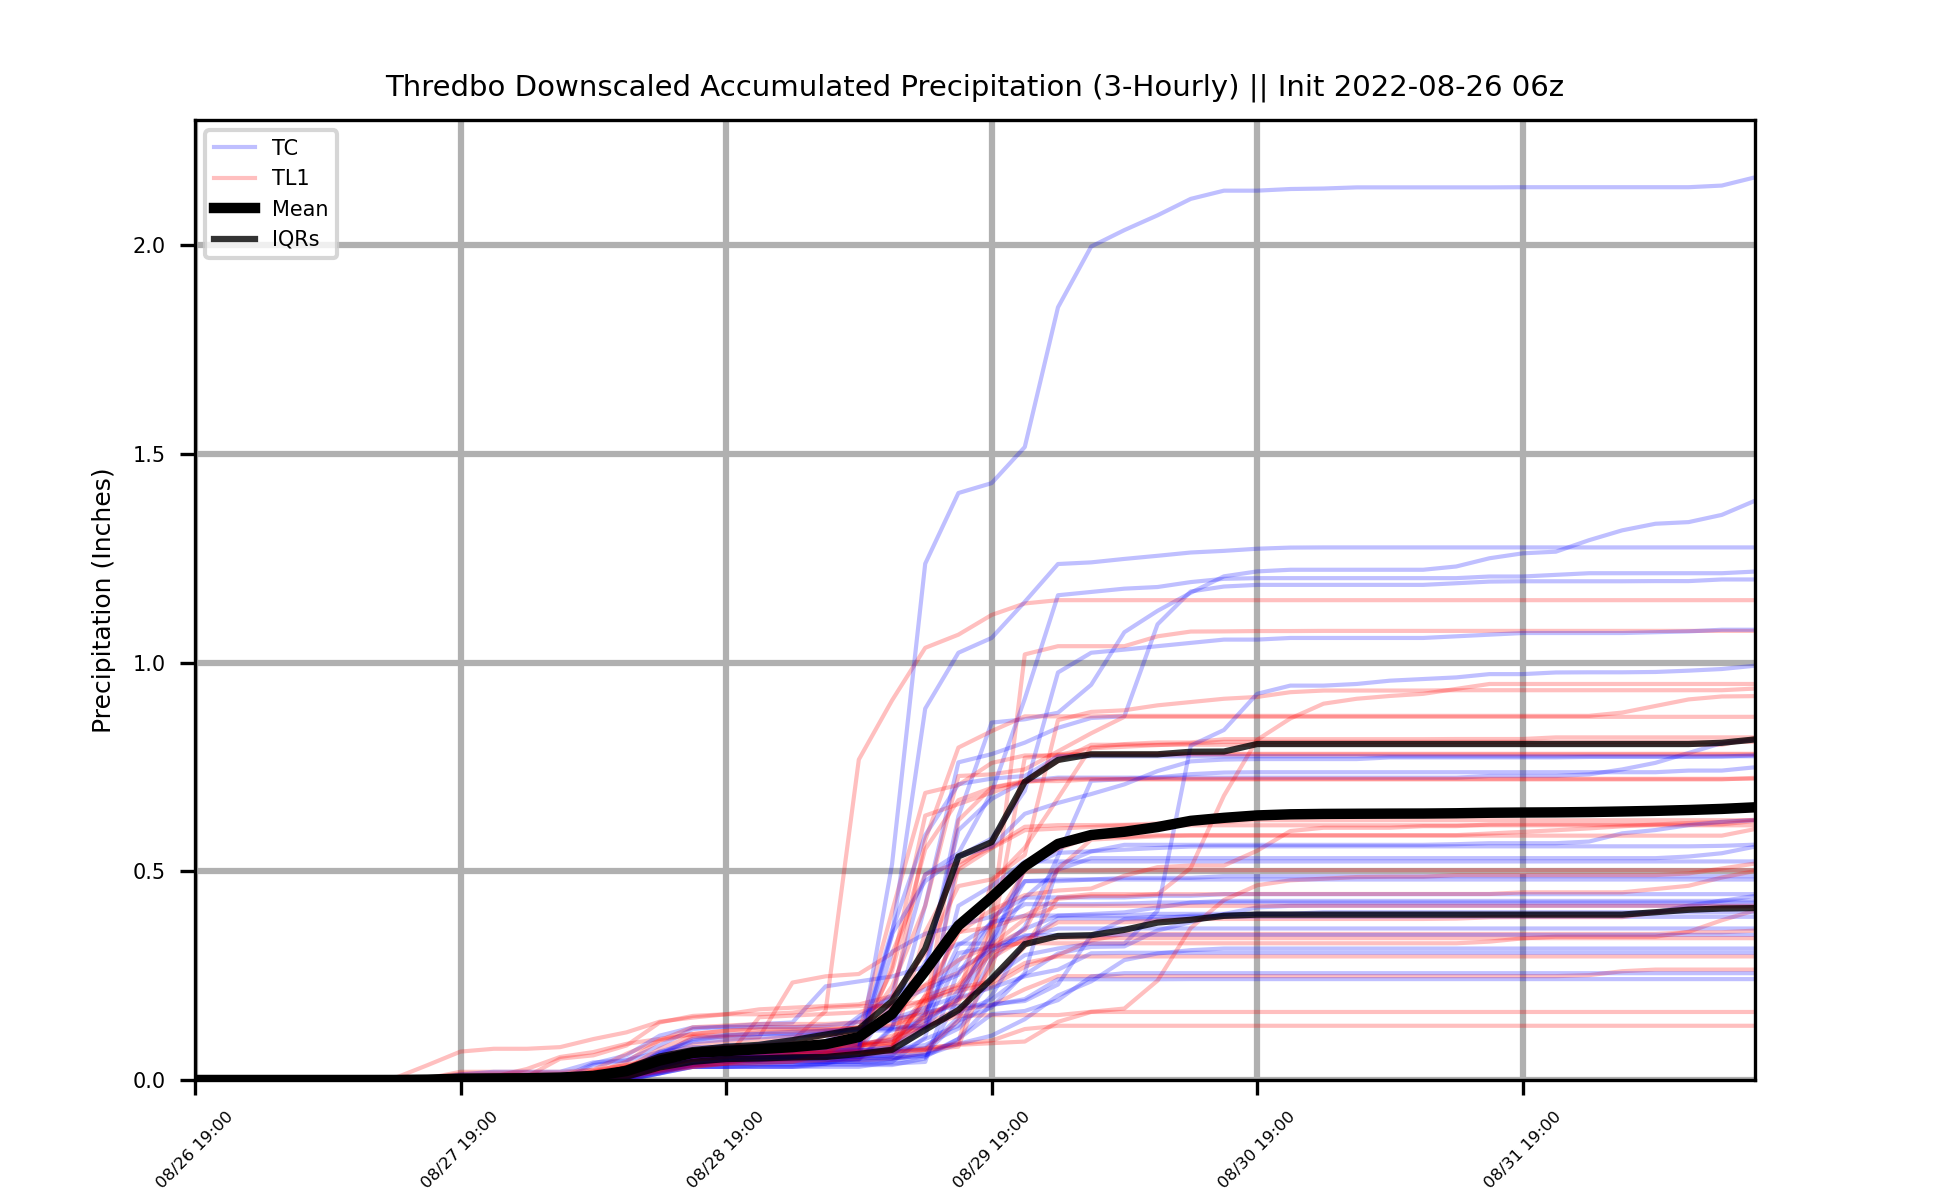 Thredbo Downscaled Accumulated Precipitation (3-Hourly) || Init 2022-08-26 06z
TC
TL1
Mean
IQRs
Precipitation (Inches)
2.0
1.5
1.0
0.5
0.0
08/26 19:00
08/27 19:00
08/28 19:00
08/29 19:00
08/30 19:00
08/31 19:00